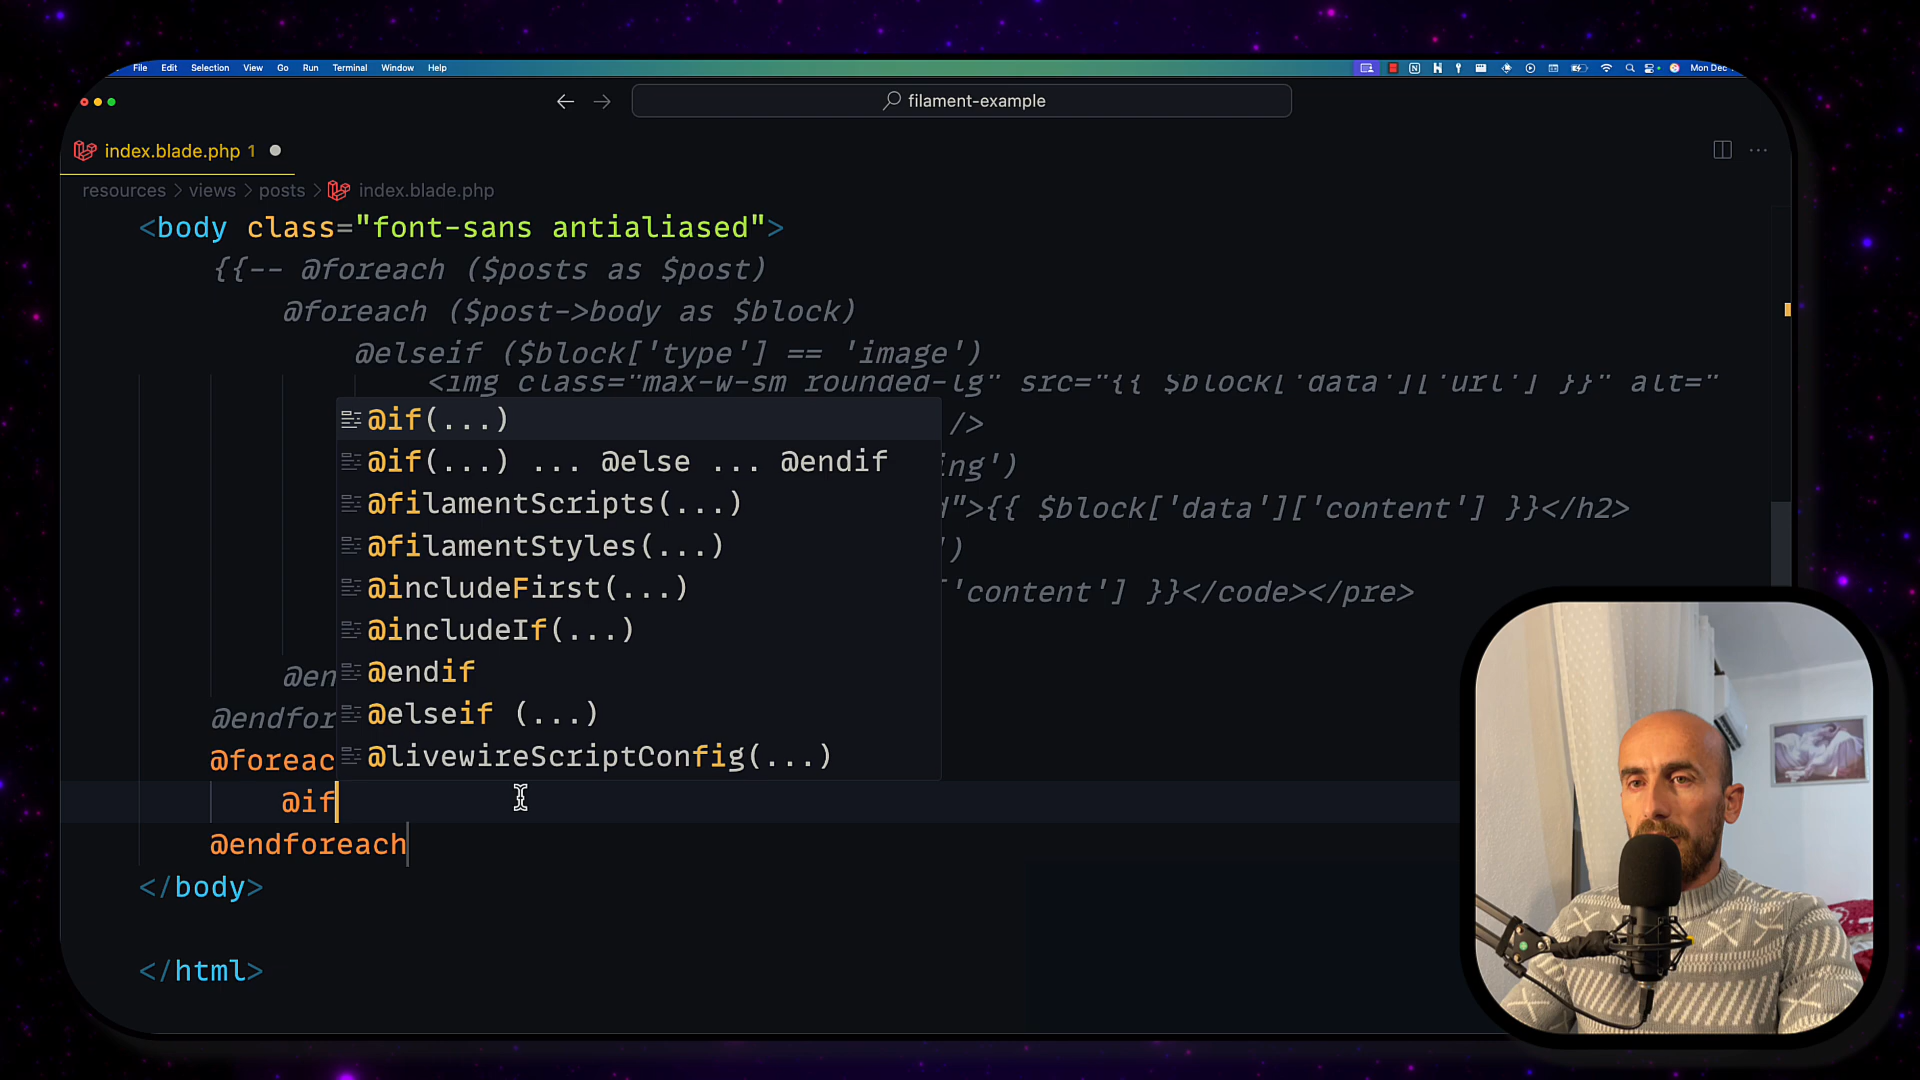 File Edit Selection View Go Run Terminal Window Help Mon Dec
filament-example
index.blade.php 1
resources > views > posts > index.blade.php
<body class="font-sans antialiased">
{{-- @foreach ($posts as $post)
@foreach ($post->body as $block)
@elseif ($block['type'] == 'image')
<img class="max-w-sm rounded-lg" src="{{ $block['data']['url'] }}" alt="
@if(...)
/>
@if(...) ... @else ... @endif
ing')
@filamentScripts(...)
d">{{ $block['data']['content'] }}</h2>
@filamentStyles(...)
')
@includeFirst(...)
['content'] }}</code></pre>
@includeIf(...)
@endif
@en
@elseif (...)
@endfor
@livewireScriptConfig(...)
@foreac
@if
@endforeach
</body>
</html>